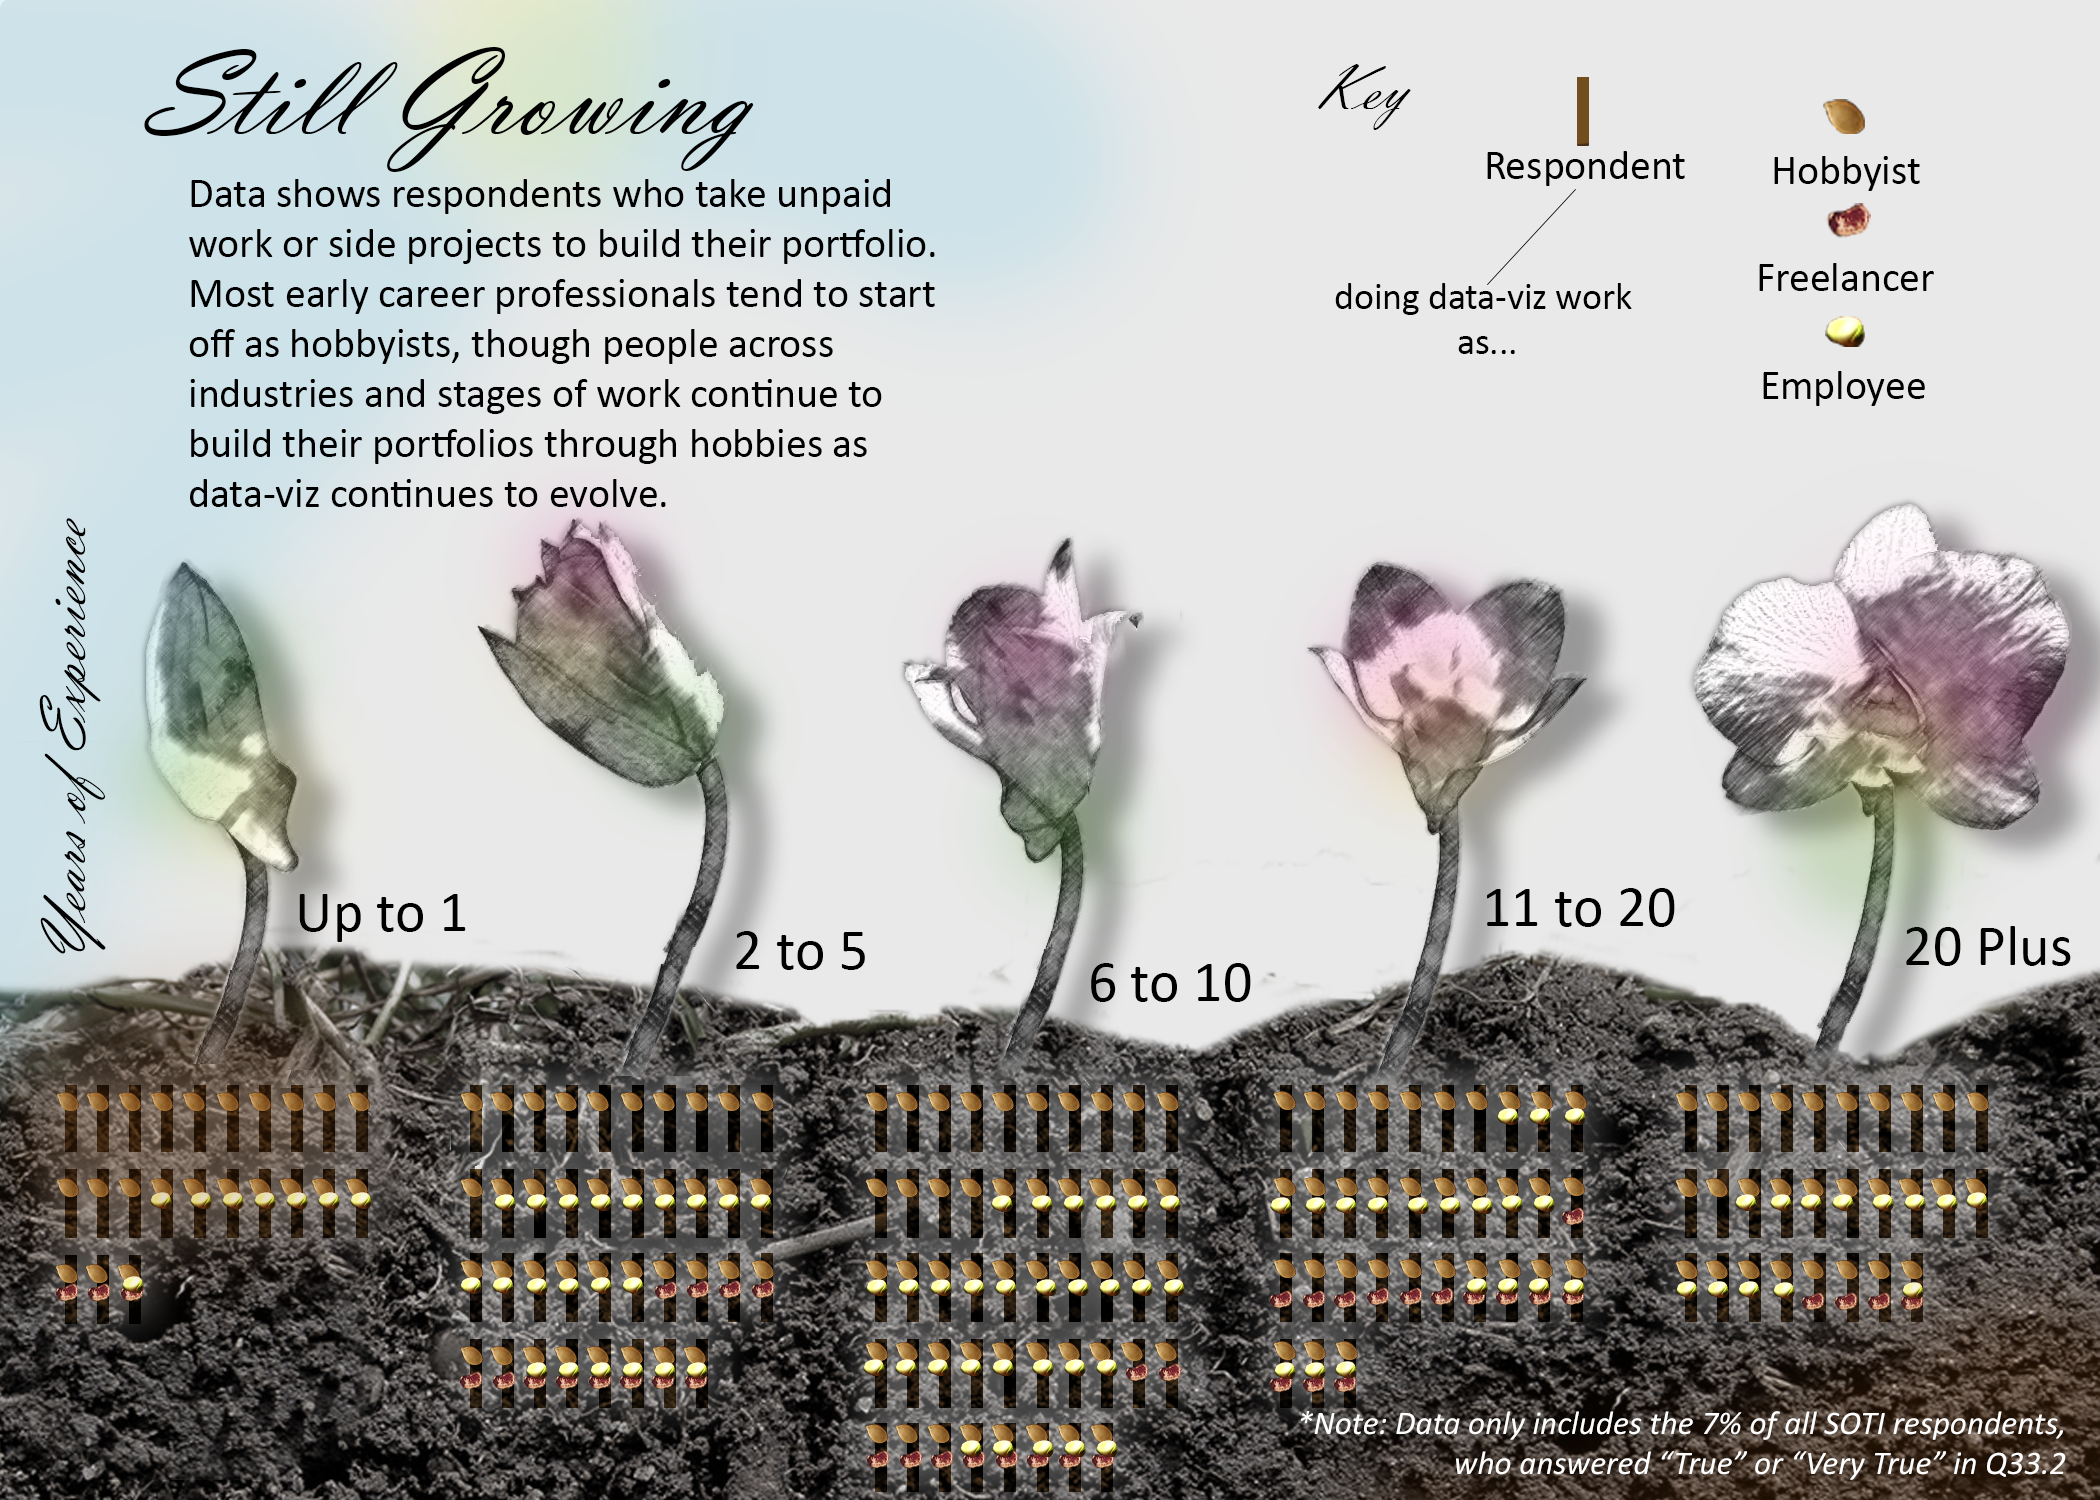 Still Growing
Data shows respondents who take unpaid
work or side projects to build their portfolio.
Most early career professionals tend to start
off as hobbyists, though people across
industries and stages of work continue to
build their portfolios through hobbies as
data-viz continues to evolve.
Key
Respondent
doing data-viz work
as...
Hobbyist
Freelancer
Employee
Years of Experience
Up to 1
2 to 5
6 to 10
11 to 20
20 Plus
*Note: Data only includes the 7% of all SOTI respondents,
who answered “True” or “Very True” in Q33.2